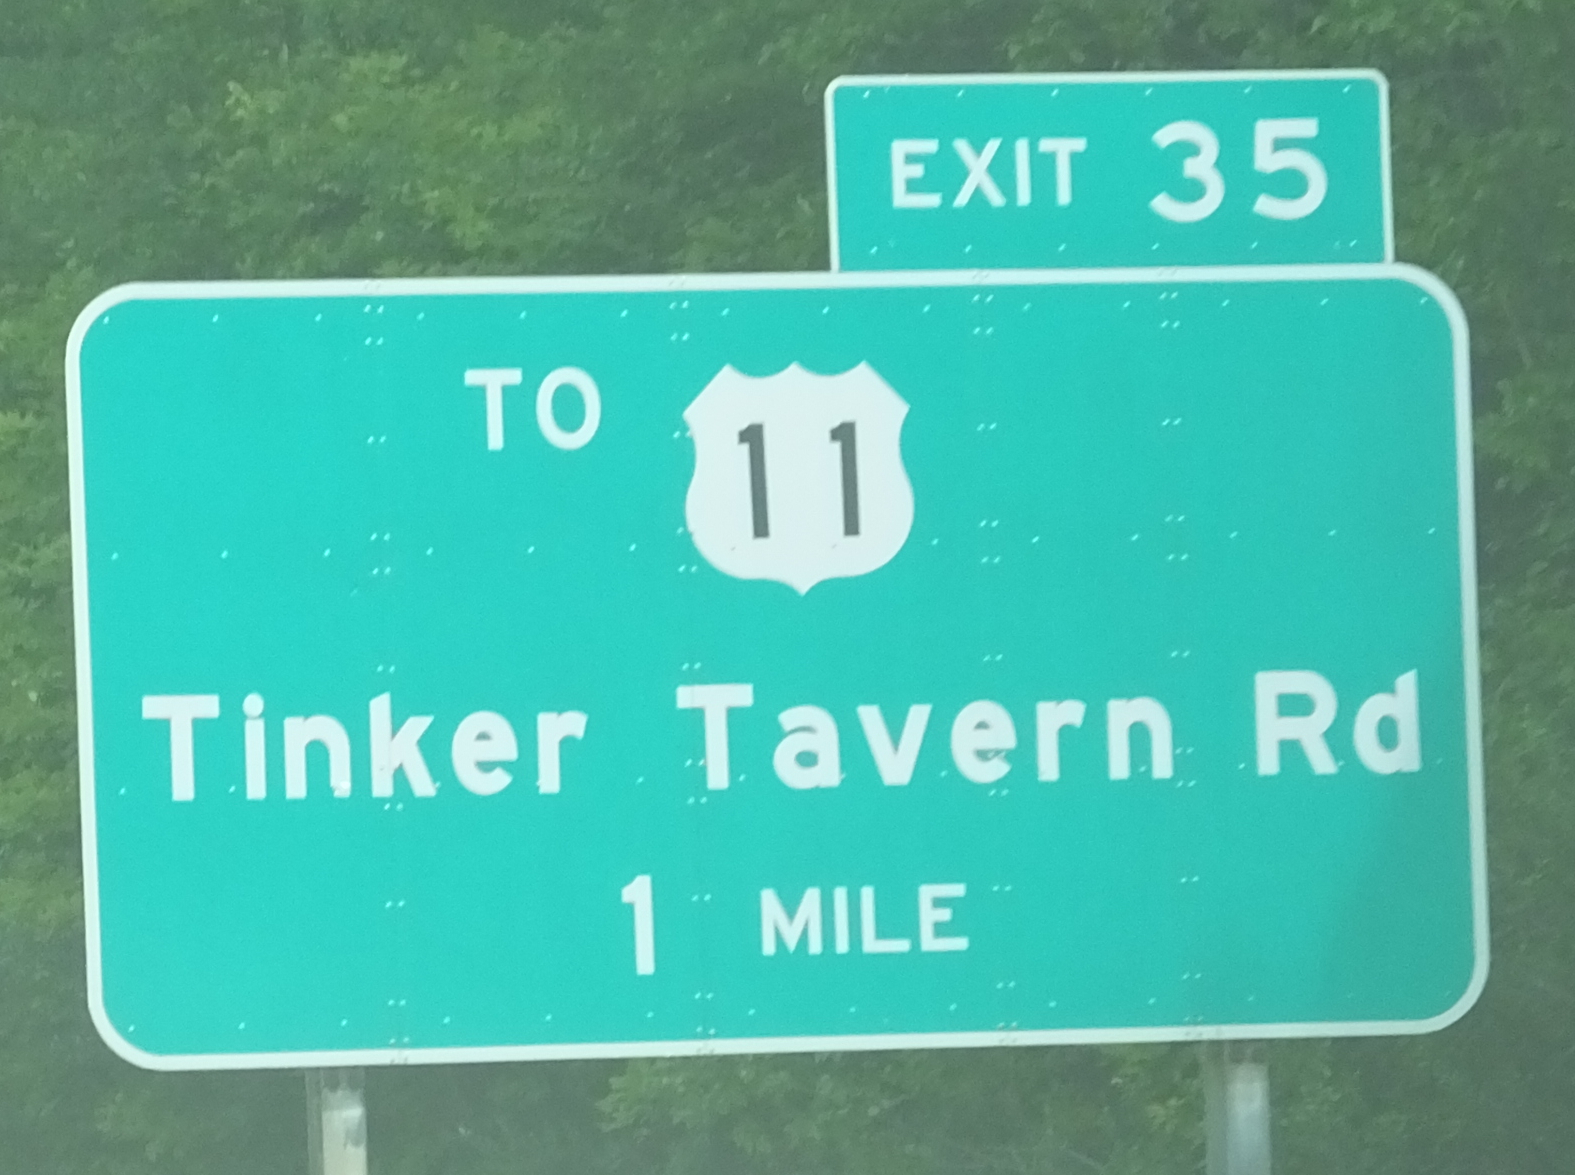 EXIT 35
TO 11
Tinker Tavern Rd
1 MILE